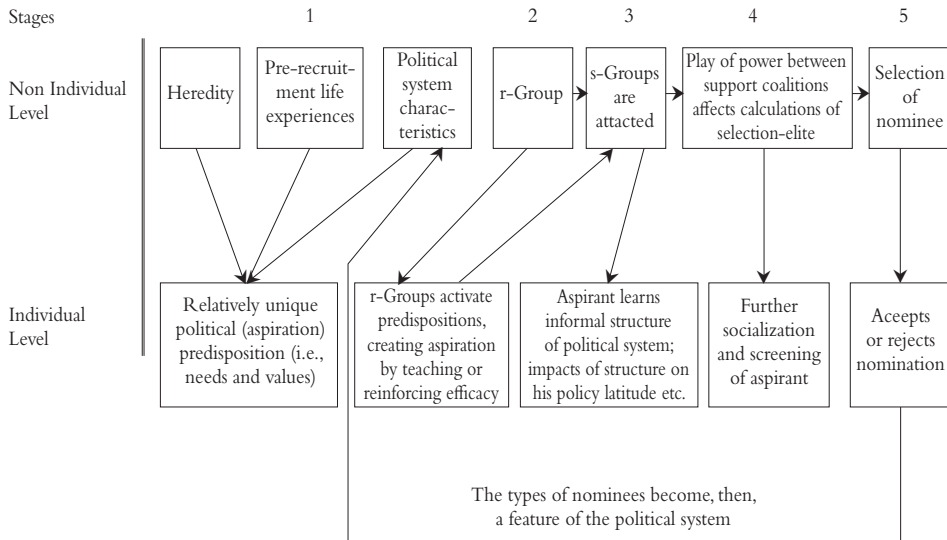 Stages 1 2 3 4 5
Non Individual
Level
Heredity
Pre-recruit-
ment life
experiences
Political
system
charac-
teristics
r-Group
s-Groups
are
attacted
Play of power between
support coalitions
affects calculations of
selection-elite
Selection
of
nominee
Individual
Level
Relatively unique
political (aspiration)
predisposition (i.e.,
needs and values)
r-Groups activate
predispositions,
creating aspiration
by teaching or
reinforcing efficacy
Aspirant learns
informal structure
of political system;
impacts of structure on
his policy latitude etc.
Further
socialization
and screening
of aspirant
Aceepts
or rejects
nomination
The types of nominees become, then,
a feature of the political system